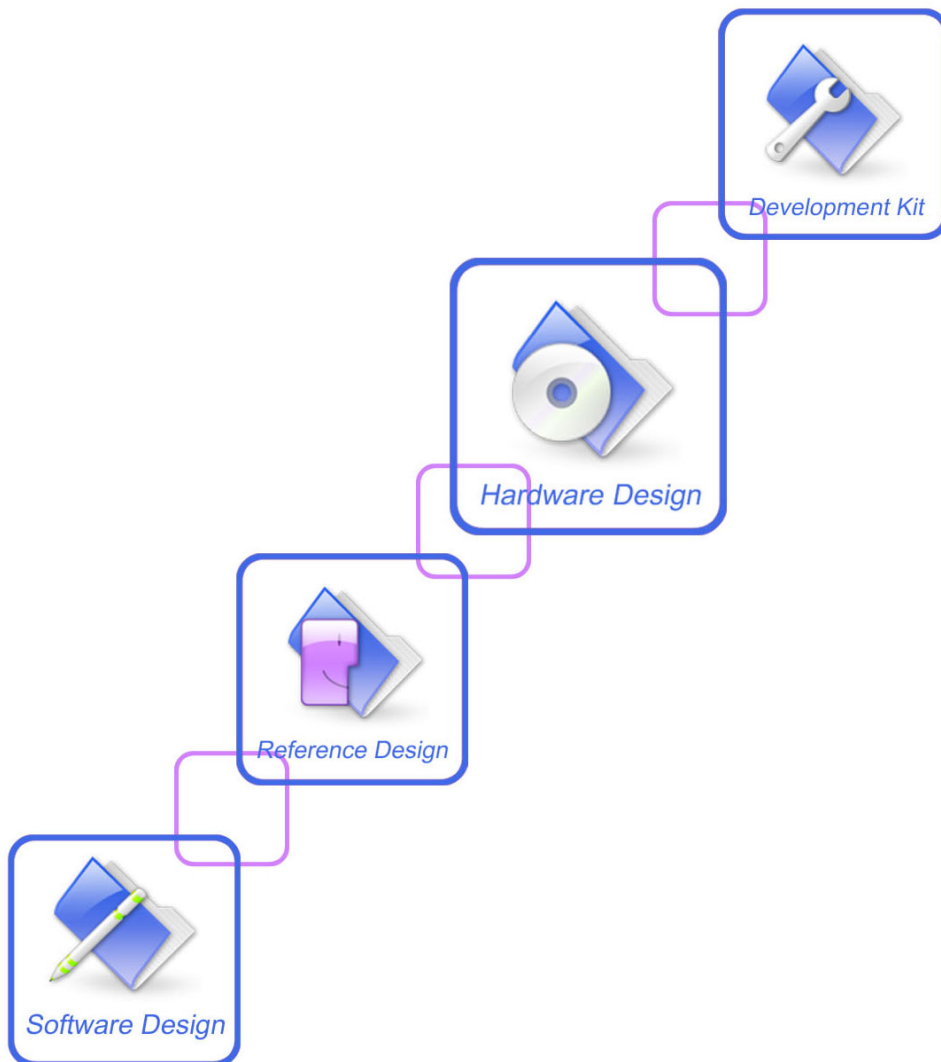 Development Kit
Hardware Design
Reference Design
Software Design